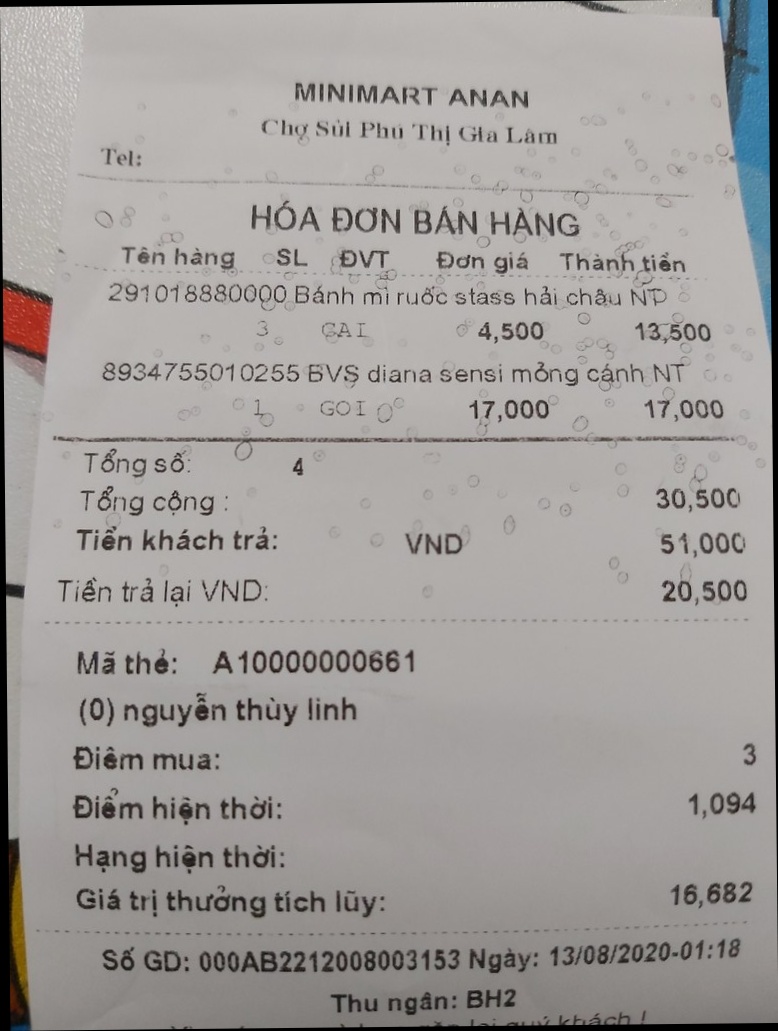 MINIMART ANAN
Chợ Sủi Phú Thị Gia Lâm
Tel:
HÓA ĐƠN BÁN HÀNG
Tên hàng SL ĐVT Đơn giá Thành tiền
291018880000 Bánh mì ruốc stass hải châu NT
3 CAI 4,500 13,500
8934755010255 BVS diana sensi mỏng cánh NT
1 GOI 17,000 17,000
Tổng số: 4
Tổng cộng : 30,500
Tiền khách trả: VND 51,000
Tiền trả lại VND: 20,500
Mã thẻ: A10000000661
(0) nguyễn thùy linh
Điêm mua: 3
Điểm hiện thời: 1,094
Hạng hiện thời:
Giá trị thưởng tích lũy: 16,682
Số GD: 000AB2212008003153 Ngày: 13/08/2020-01:18
Thu ngân: BH2
lại quý khách !